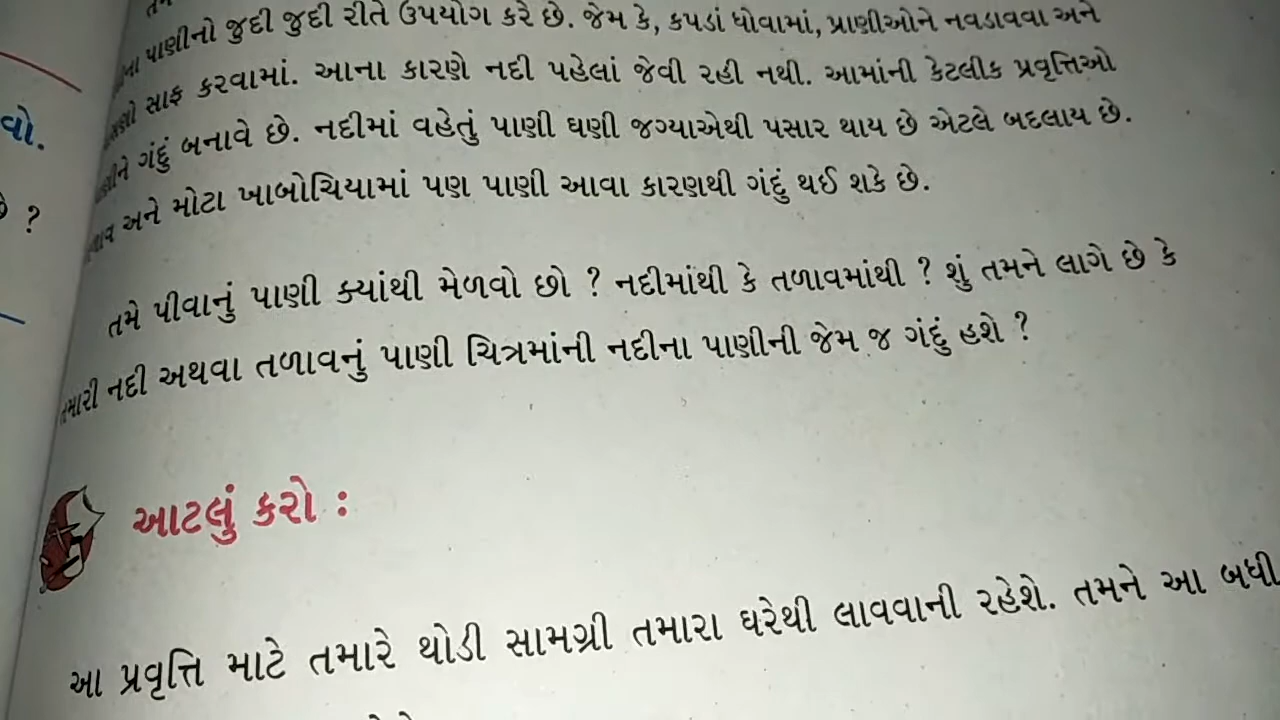 પાણીનો જુદી જુદી રીતે ઉપયોગ કરે છે. જેમ કે, કપડાં ધોવામાં, પ્રાણીઓને નવડાવવા અને
સાફ કરવામાં. આના કારણે નદી પહેલાં જેવી રહી નથી. આમાંની કેટલીક પ્રવૃત્તિઓ
ગંદું બનાવે છે. નદીમાં વહેતું પાણી ઘણી જગ્યાએથી પસાર થાય છે એટલે બદલાય છે.
અને મોટા ખાબોચિયામાં પણ પાણી આવા કારણથી ગંદું થઈ શકે છે.
તમે પીવાનું પાણી ક્યાંથી મેળવો છો ? નદીમાંથી કે તળાવમાંથી ? શું તમને લાગે છે કે
તમારી નદી અથવા તળાવનું પાણી ચિત્રમાંની નદીના પાણીની જેમ જ ગંદું હશે ?
આટલું કરો :
આ પ્રવૃત્તિ માટે તમારે થોડી સામગ્રી તમારા ઘરેથી લાવવાની રહેશે. તમને આ બધી
વો.
?